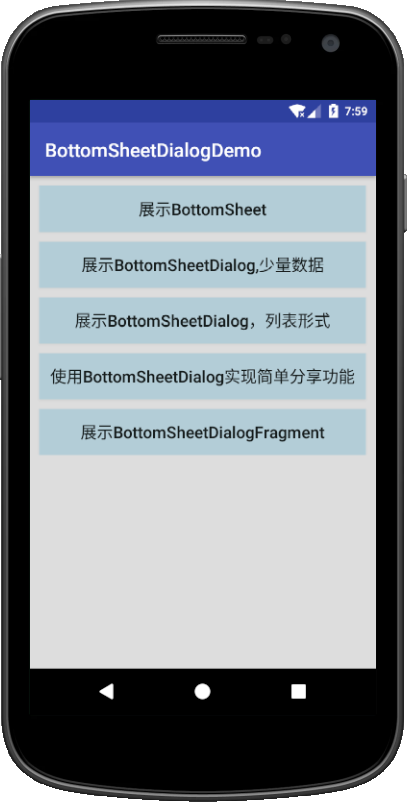 7:59
BottomSheetDialogDemo
展示BottomSheet
展示BottomSheetDialog,少量数据
展示BottomSheetDialog，列表形式
使用BottomSheetDialog实现简单分享功能
展示BottomSheetDialogFragment